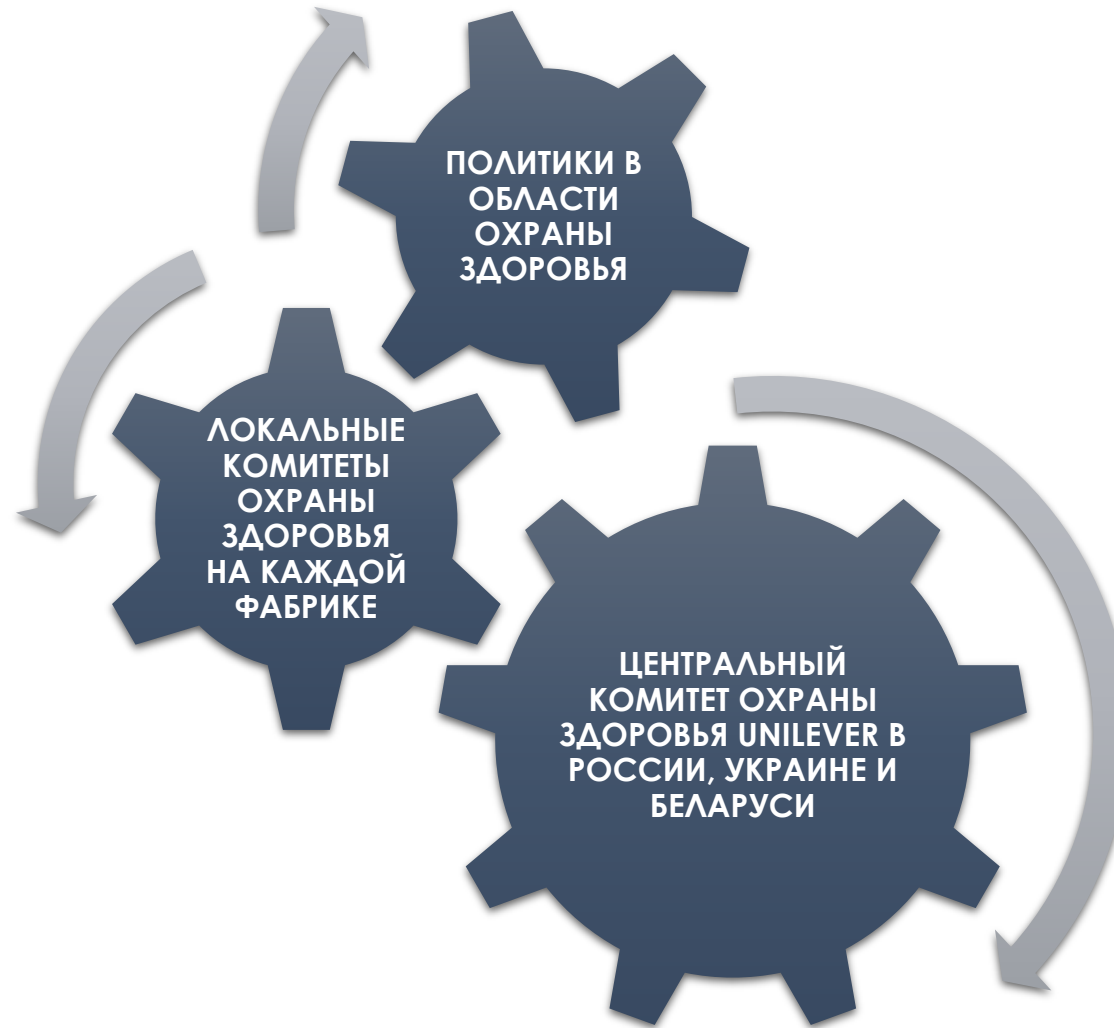 ПОЛИТИКИ В
ОБЛАСТИ
ОХРАНЫ
ЗДОРОВЬЯ
ЛОКАЛЬНЫЕ
КОМИТЕТЫ
ОХРАНЫ
ЗДОРОВЬЯ
НА КАЖДОЙ
ФАБРИКЕ
ЦЕНТРАЛЬНЫЙ
КОМИТЕТ ОХРАНЫ
ЗДОРОВЬЯ UNILEVER В
РОССИИ, УКРАИНЕ И
БЕЛАРУСИ